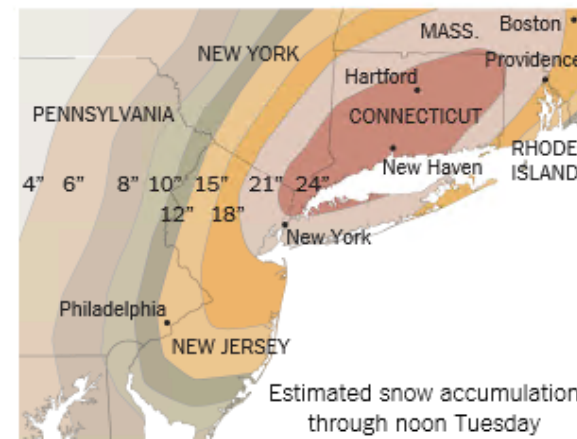 Boston
MASS.
NEW YORK
Providence
Hartford
PENNSYLVANIA
CONNECTICUT
RHODE
ISLAND
New Haven
4” 6” 8” 10” 15” 21” 24”
12” 18”
New York
Philadelphia
NEW JERSEY
Estimated snow accumulation
through noon Tuesday